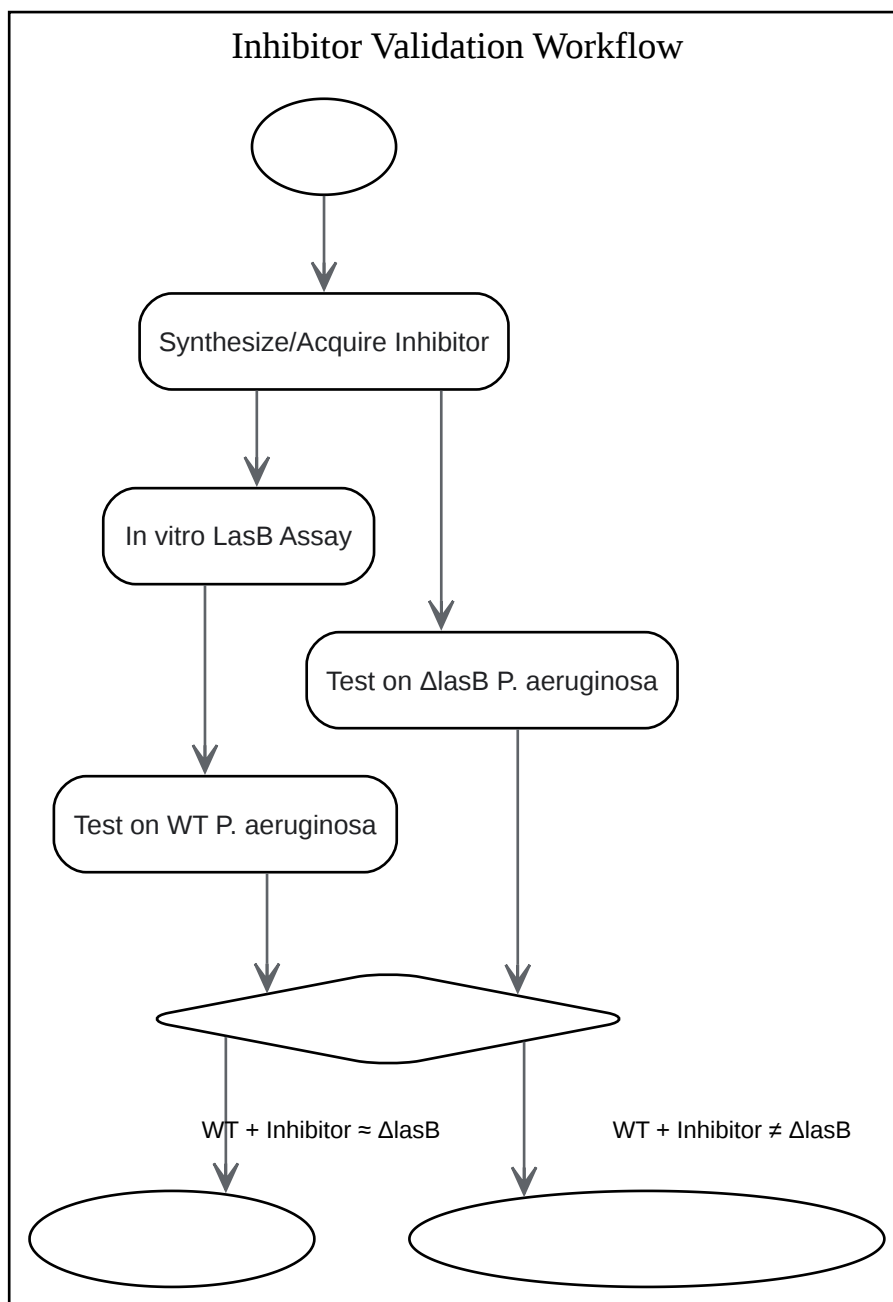 Inhibitor Validation Workflow
Synthesize/Acquire Inhibitor
In vitro LasB Assay
Test on ΔlasB P. aeruginosa
Test on WT P. aeruginosa
WT + Inhibitor ≈ ΔlasB
WT + Inhibitor ≠ ΔlasB